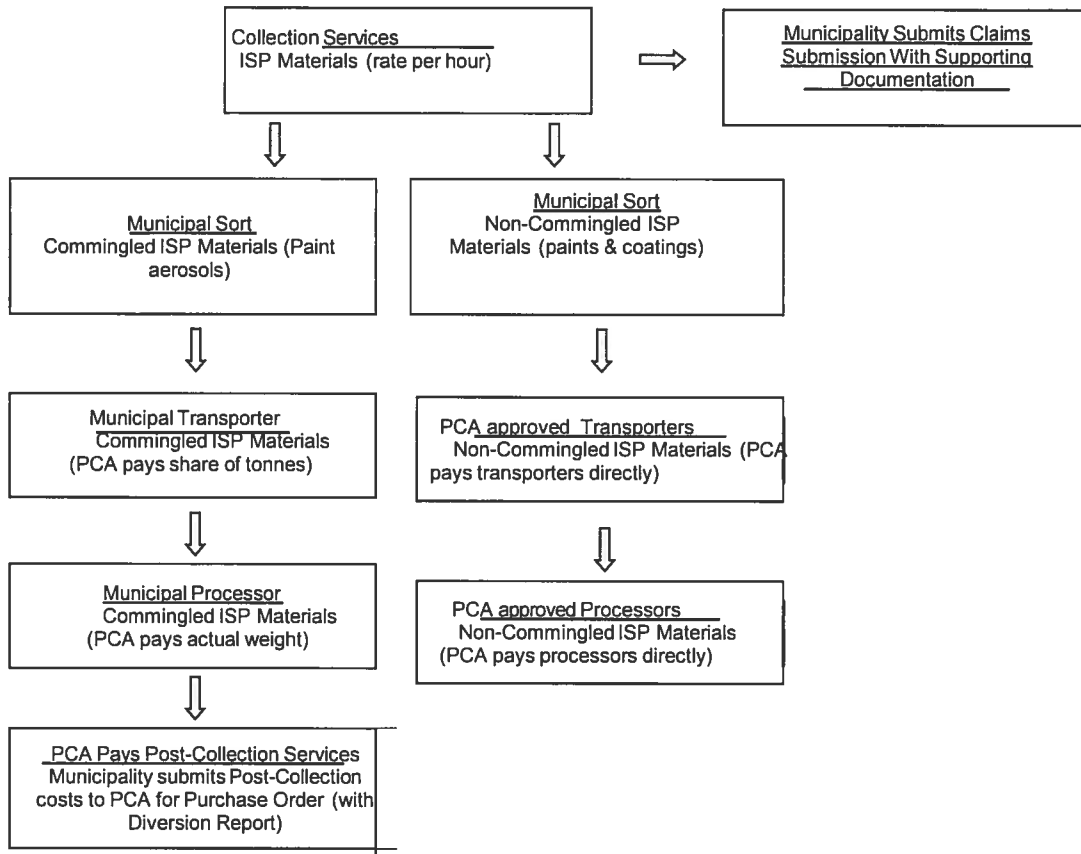 Collection Services
ISP Materials (rate per hour)
Municipality Submits Claims
Submission With Supporting
Documentation
Municipal Sort
Commingled ISP Materials (Paint
aerosols)
Municipal Sort
Non-Commingled ISP
Materials (paints & coatings)
Municipal Transporter
Commingled ISP Materials
(PCA pays share of tonnes)
PCA approved Transporters
Non-Commingled ISP Materials (PCA
pays transporters directly)
Municipal Processor
Commingled ISP Materials
(PCA pays actual weight)
PCA approved Processors
Non-Commingled ISP Materials
(PCA pays processors directly)
PCA Pays Post-Collection Services
Municipality submits Post-Collection
costs to PCA for Purchase Order (with
Diversion Report)